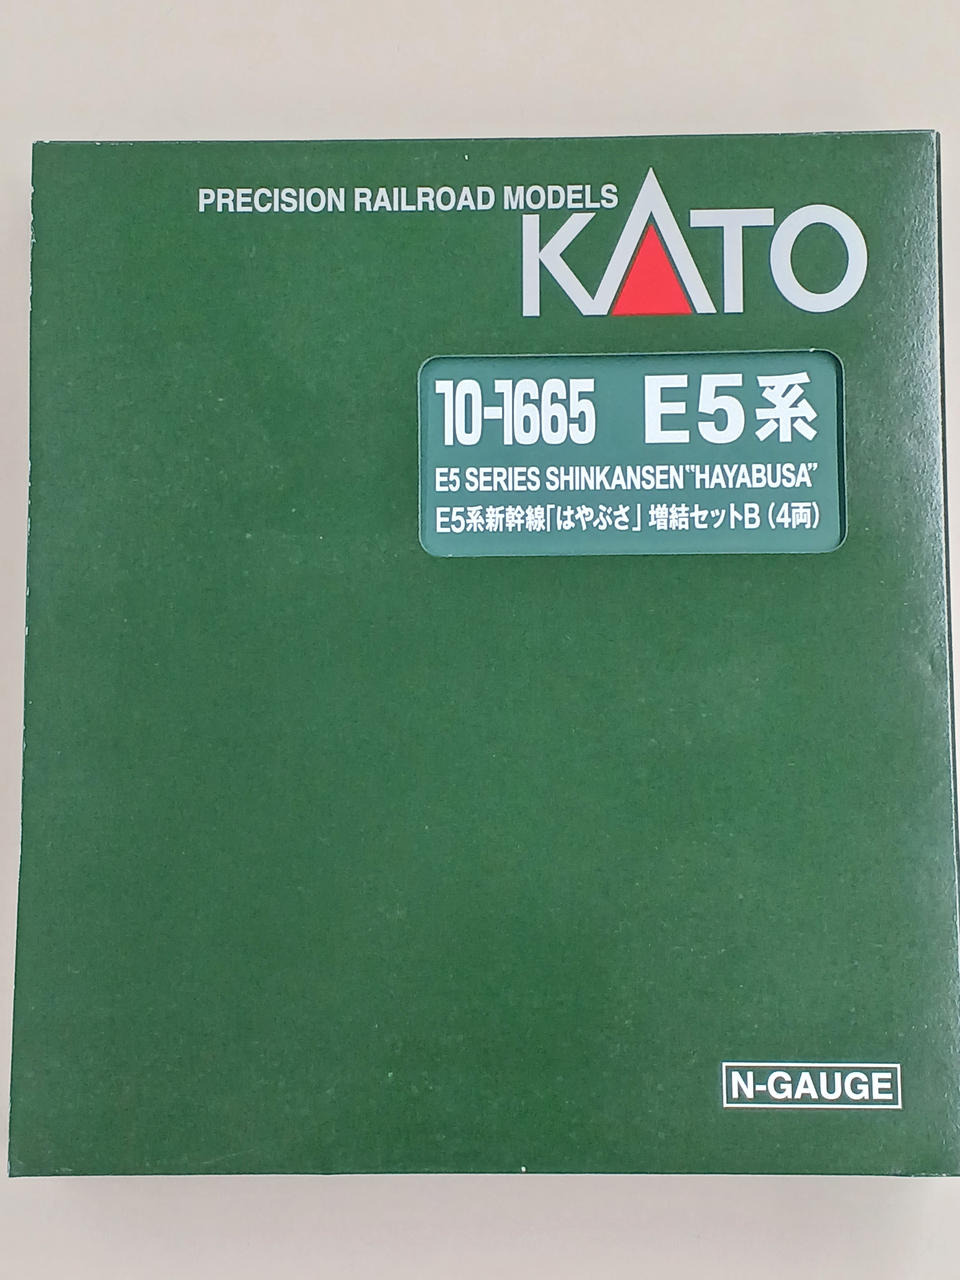 PRECISION RAILROAD MODELS
KATO
10-1665 E5系
E5 SERIES SHINKANSEN "HAYABUSA"
E5系新幹線「はやぶさ」増結セットB（4両）
N-GAUGE